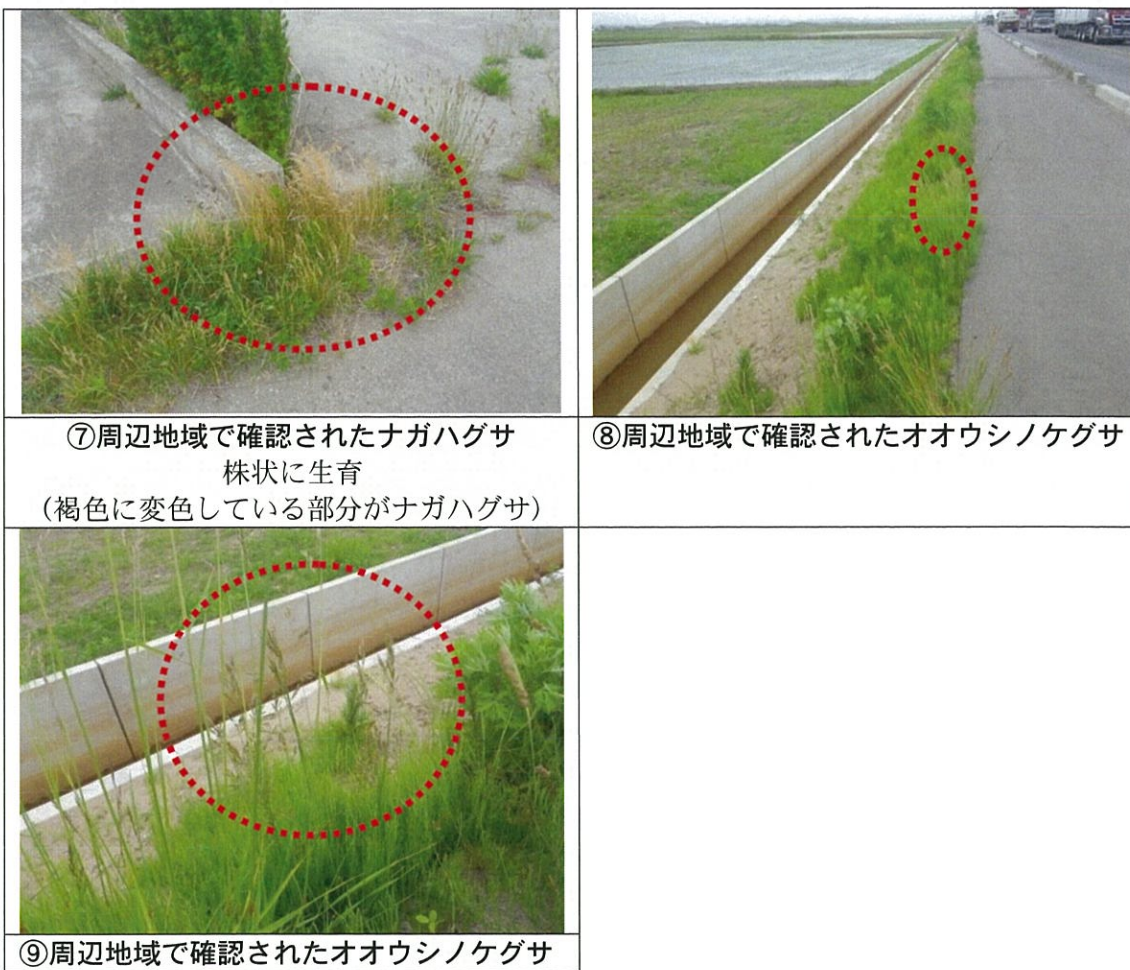 ⑦周辺地域で確認されたナガハグサ
株状に生育
(褐色に変色している部分がナガハグサ)
⑧周辺地域で確認されたオオウシノケグサ
⑨周辺地域で確認されたオオウシノケグサ